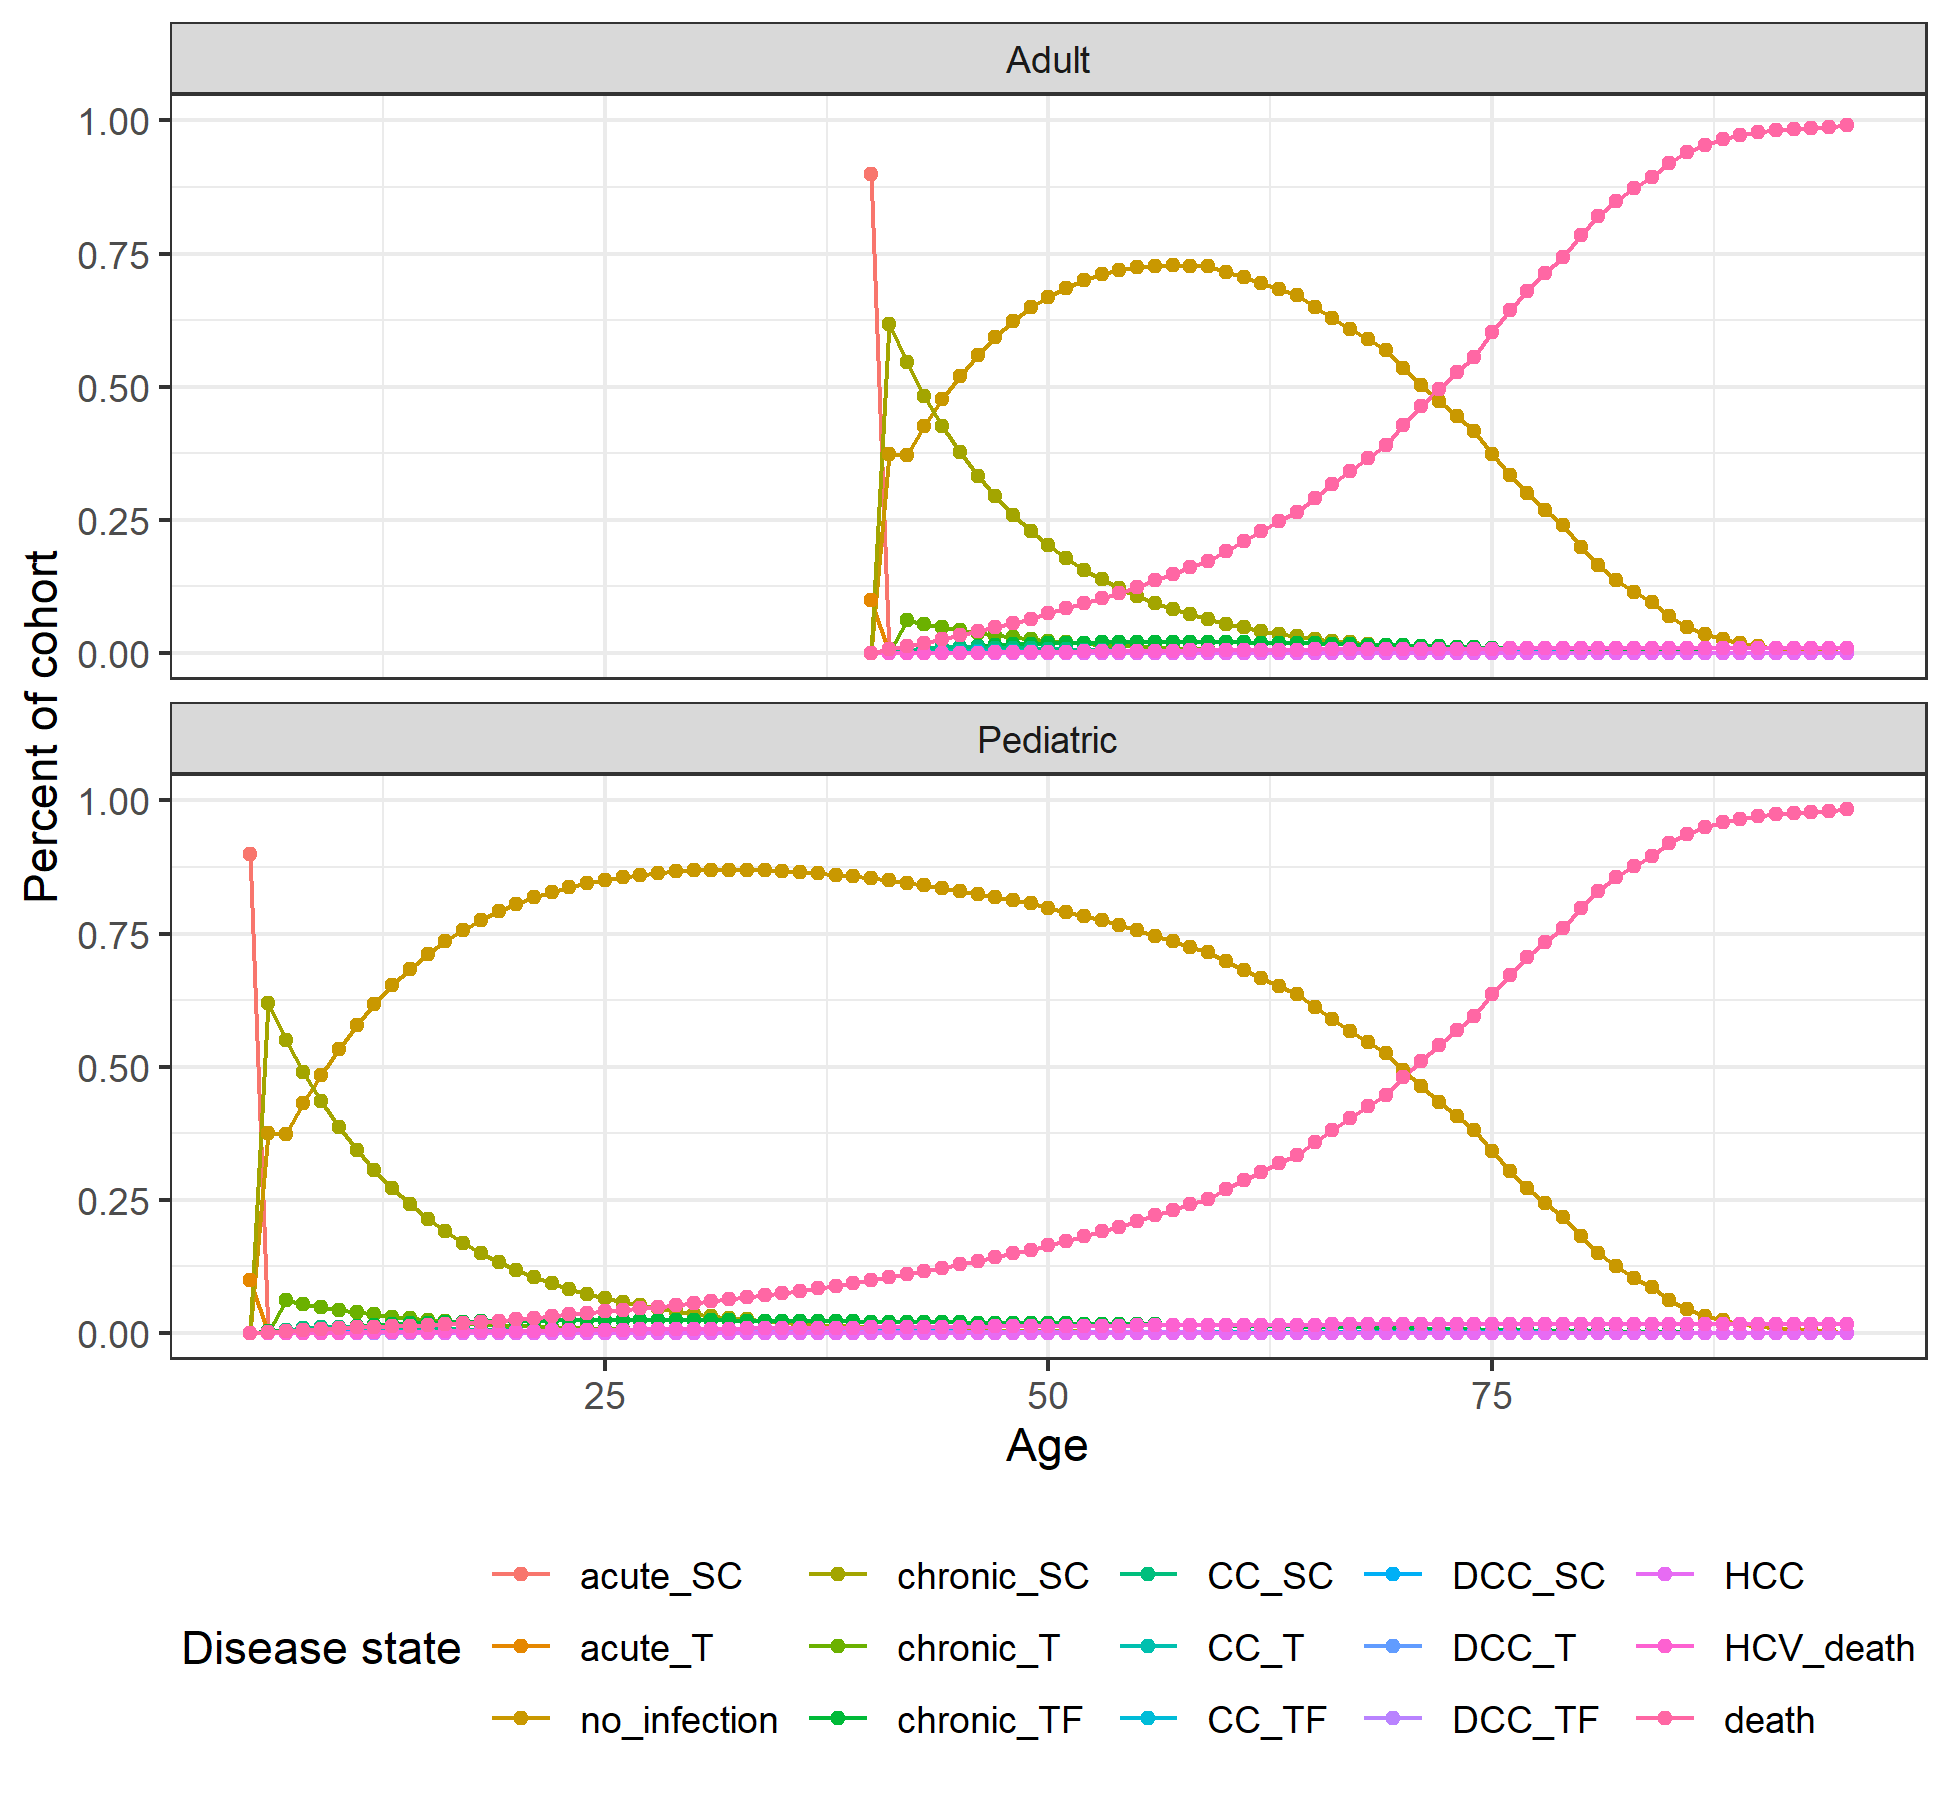 Adult
1.00
0.75
0.50
0.25
0.00
Percent of cohort
Pediatric
1.00
0.75
0.50
0.25
0.00
25 50 75
Age
Disease state
acute_SC chronic_SC CC_SC DCC_SC HCC
acute_T chronic_T CC_T DCC_T HCV_death
no_infection chronic_TF CC_TF DCC_TF death